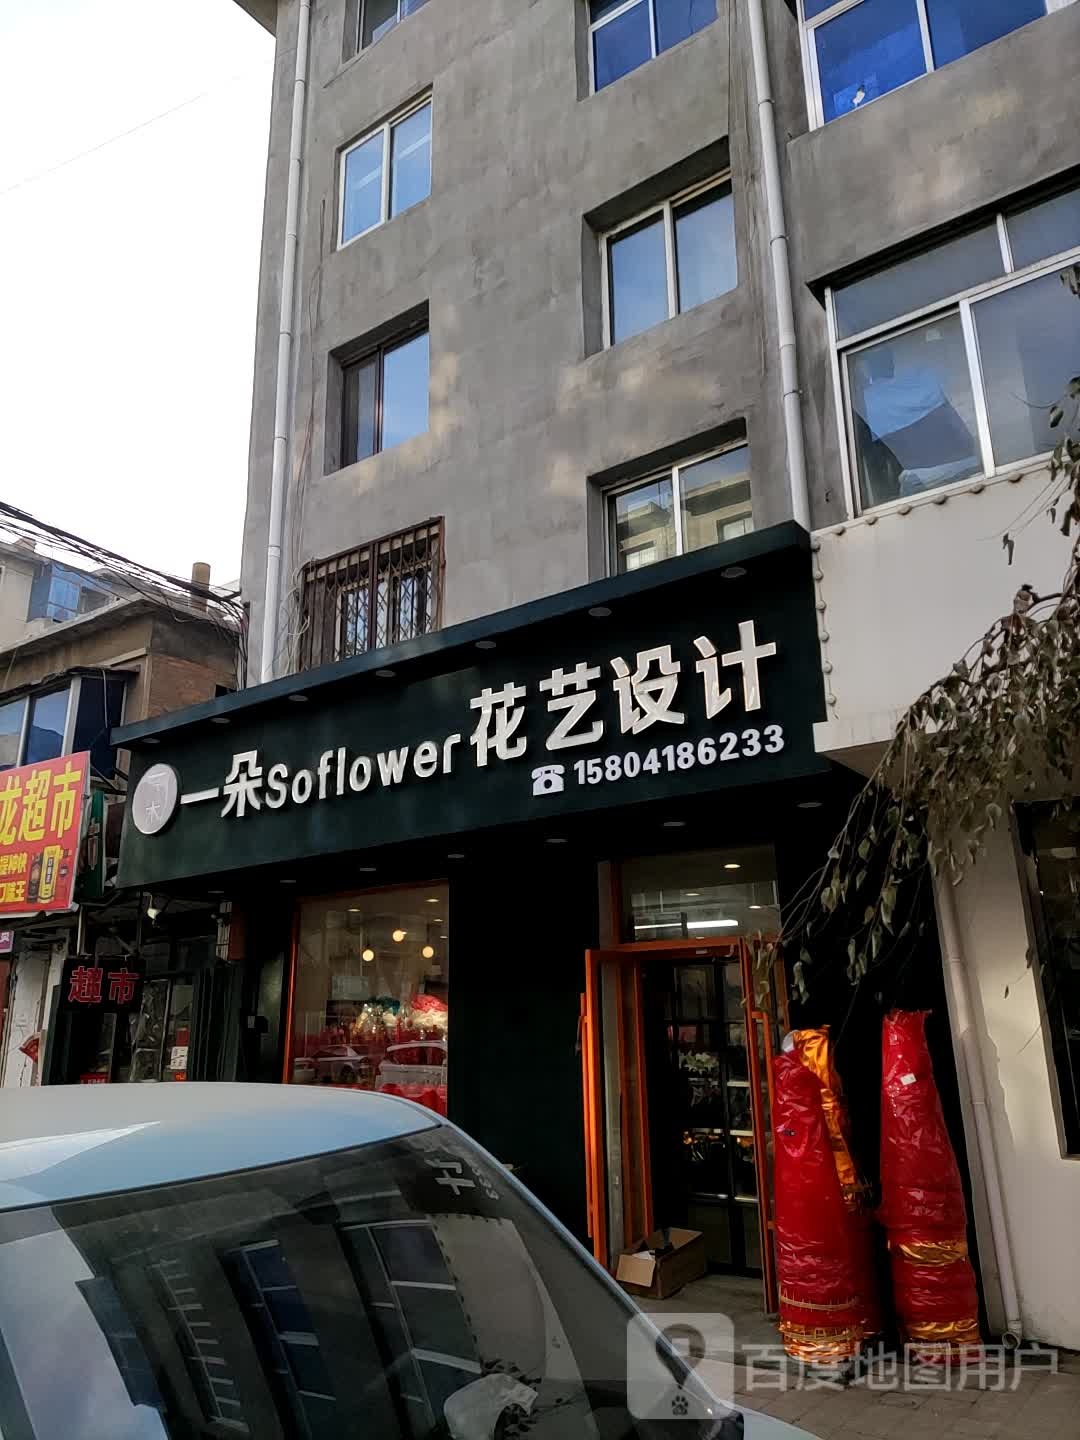 一朵Soflower花艺设计
☎15804186233
龙超市
超市
百度地图用户